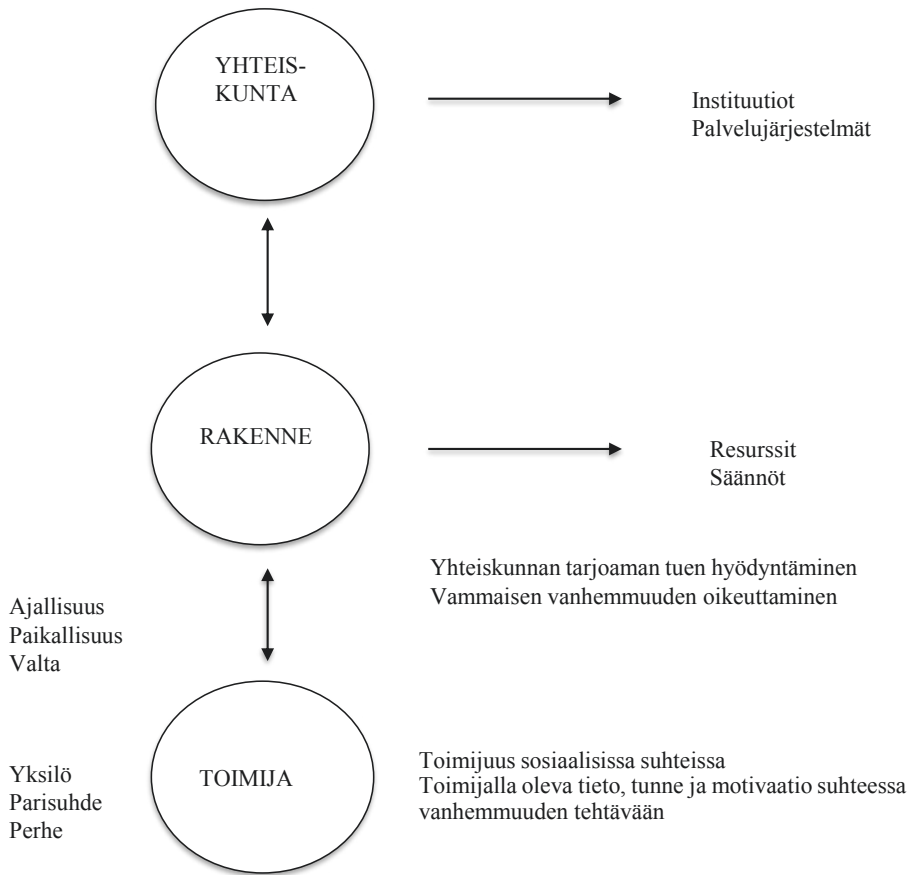 YHTEIS-
KUNTA
Instituutiot
Palvelujärjestelmät
RAKENNE
Resurssit
Säännöt
Yhteiskunnan tarjoaman tuen hyödyntäminen
Vammaisen vanhemmuuden oikeuttaminen
Ajallisuus
Paikallisuus
Valta
Yksilö
Parisuhde
Perhe
TOIMIJA
Toimijuus sosiaalisissa suhteissa
Toimijalla oleva tieto, tunne ja motivaatio suhteessa
vanhemmuuden tehtävään